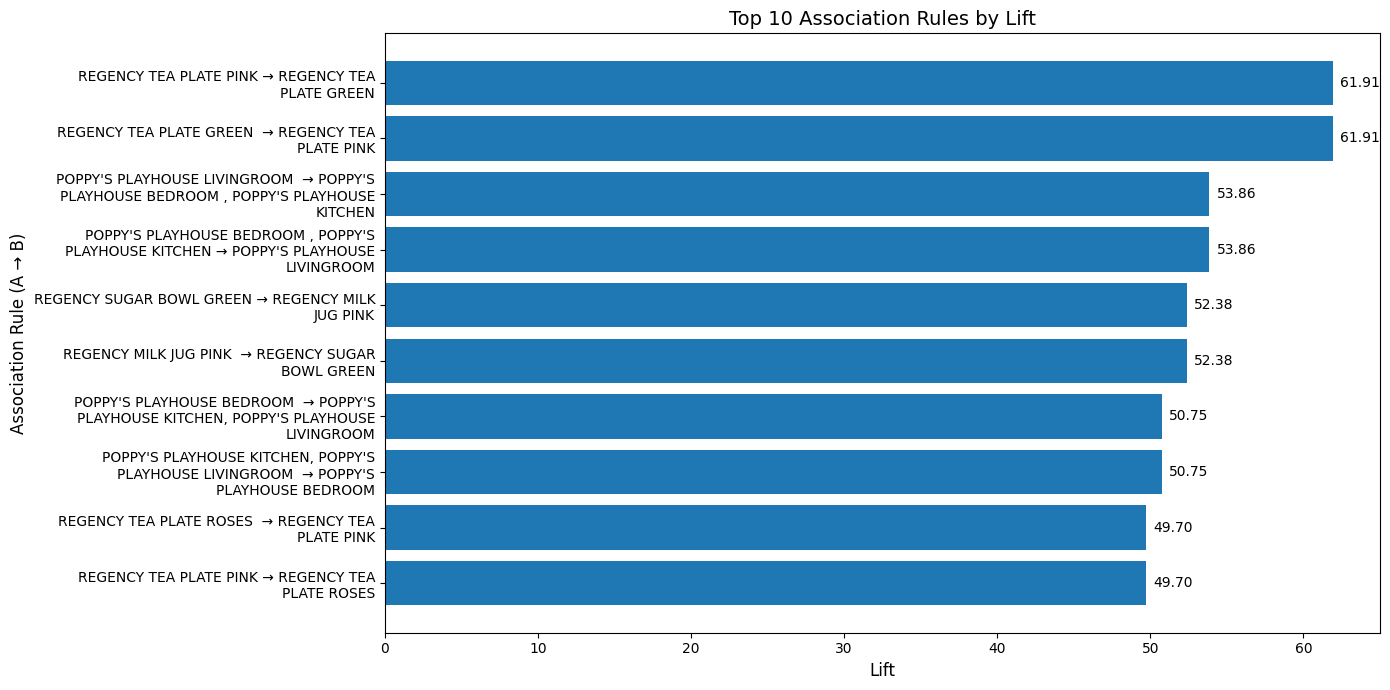 Top 10 Association Rules by Lift
Association Rule (A → B)
REGENCY TEA PLATE PINK → REGENCY TEA
PLATE GREEN
61.91
REGENCY TEA PLATE GREEN  → REGENCY TEA
PLATE PINK
61.91
POPPY'S PLAYHOUSE LIVINGROOM  → POPPY'S
PLAYHOUSE BEDROOM , POPPY'S PLAYHOUSE
KITCHEN
53.86
POPPY'S PLAYHOUSE BEDROOM , POPPY'S
PLAYHOUSE KITCHEN → POPPY'S PLAYHOUSE
LIVINGROOM
53.86
REGENCY SUGAR BOWL GREEN → REGENCY MILK
JUG PINK
52.38
REGENCY MILK JUG PINK  → REGENCY SUGAR
BOWL GREEN
52.38
POPPY'S PLAYHOUSE BEDROOM  → POPPY'S
PLAYHOUSE KITCHEN, POPPY'S PLAYHOUSE
LIVINGROOM
50.75
POPPY'S PLAYHOUSE KITCHEN, POPPY'S
PLAYHOUSE LIVINGROOM  → POPPY'S
PLAYHOUSE BEDROOM
50.75
REGENCY TEA PLATE ROSES  → REGENCY TEA
PLATE PINK
49.70
REGENCY TEA PLATE PINK → REGENCY TEA
PLATE ROSES
49.70
0 10 20 30 40 50 60
Lift